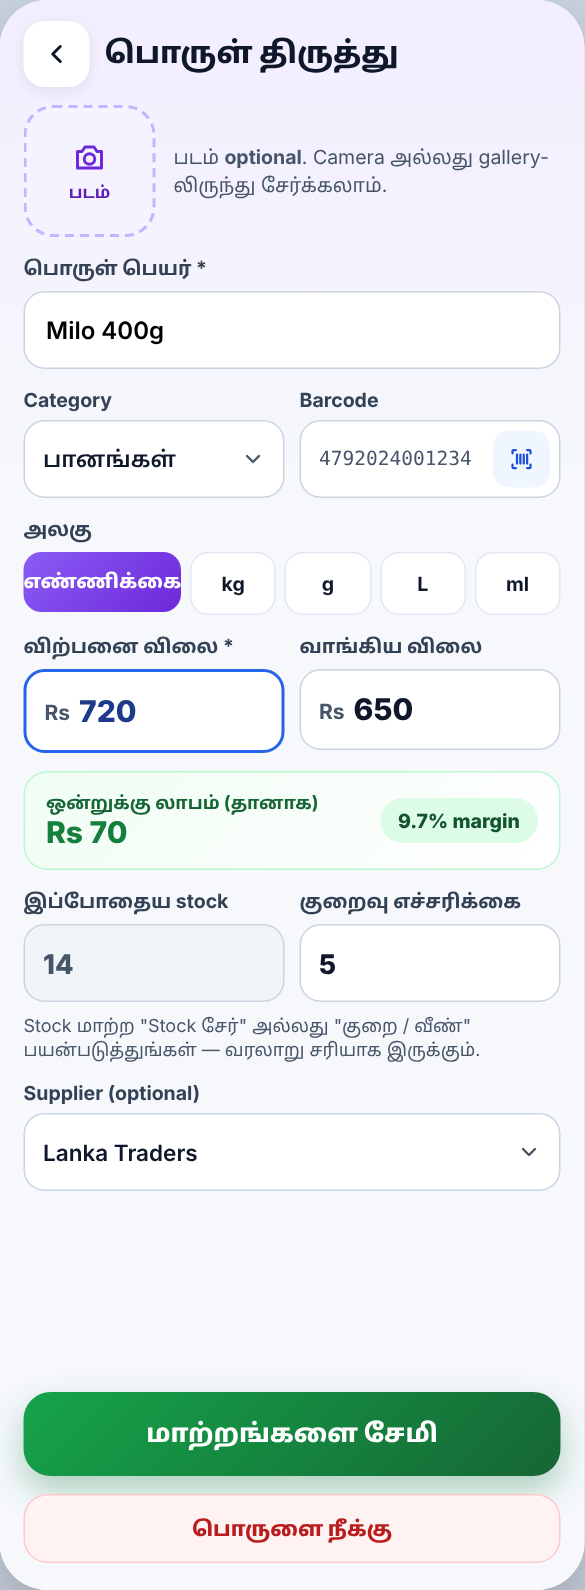 பொருள் திருத்து
படம்
படம் optional. Camera அல்லது gallery-
லிருந்து சேர்க்கலாம்.
பொருள் பெயர் *
Milo 400g
Category
Barcode
பானங்கள்
4792024001234
அலகு
எண்ணிக்கை
kg
g
L
ml
விற்பனை விலை *
வாங்கிய விலை
Rs 720
Rs 650
ஒன்றுக்கு லாபம் (தானாக)
Rs 70
9.7% margin
இப்போதைய stock
குறைவு எச்சரிக்கை
14
5
Stock மாற்ற "Stock சேர்" அல்லது "குறை / வீண்"
பயன்படுத்துங்கள் — வரலாறு சரியாக இருக்கும்.
Supplier (optional)
Lanka Traders
மாற்றங்களை சேமி
பொருளை நீக்கு